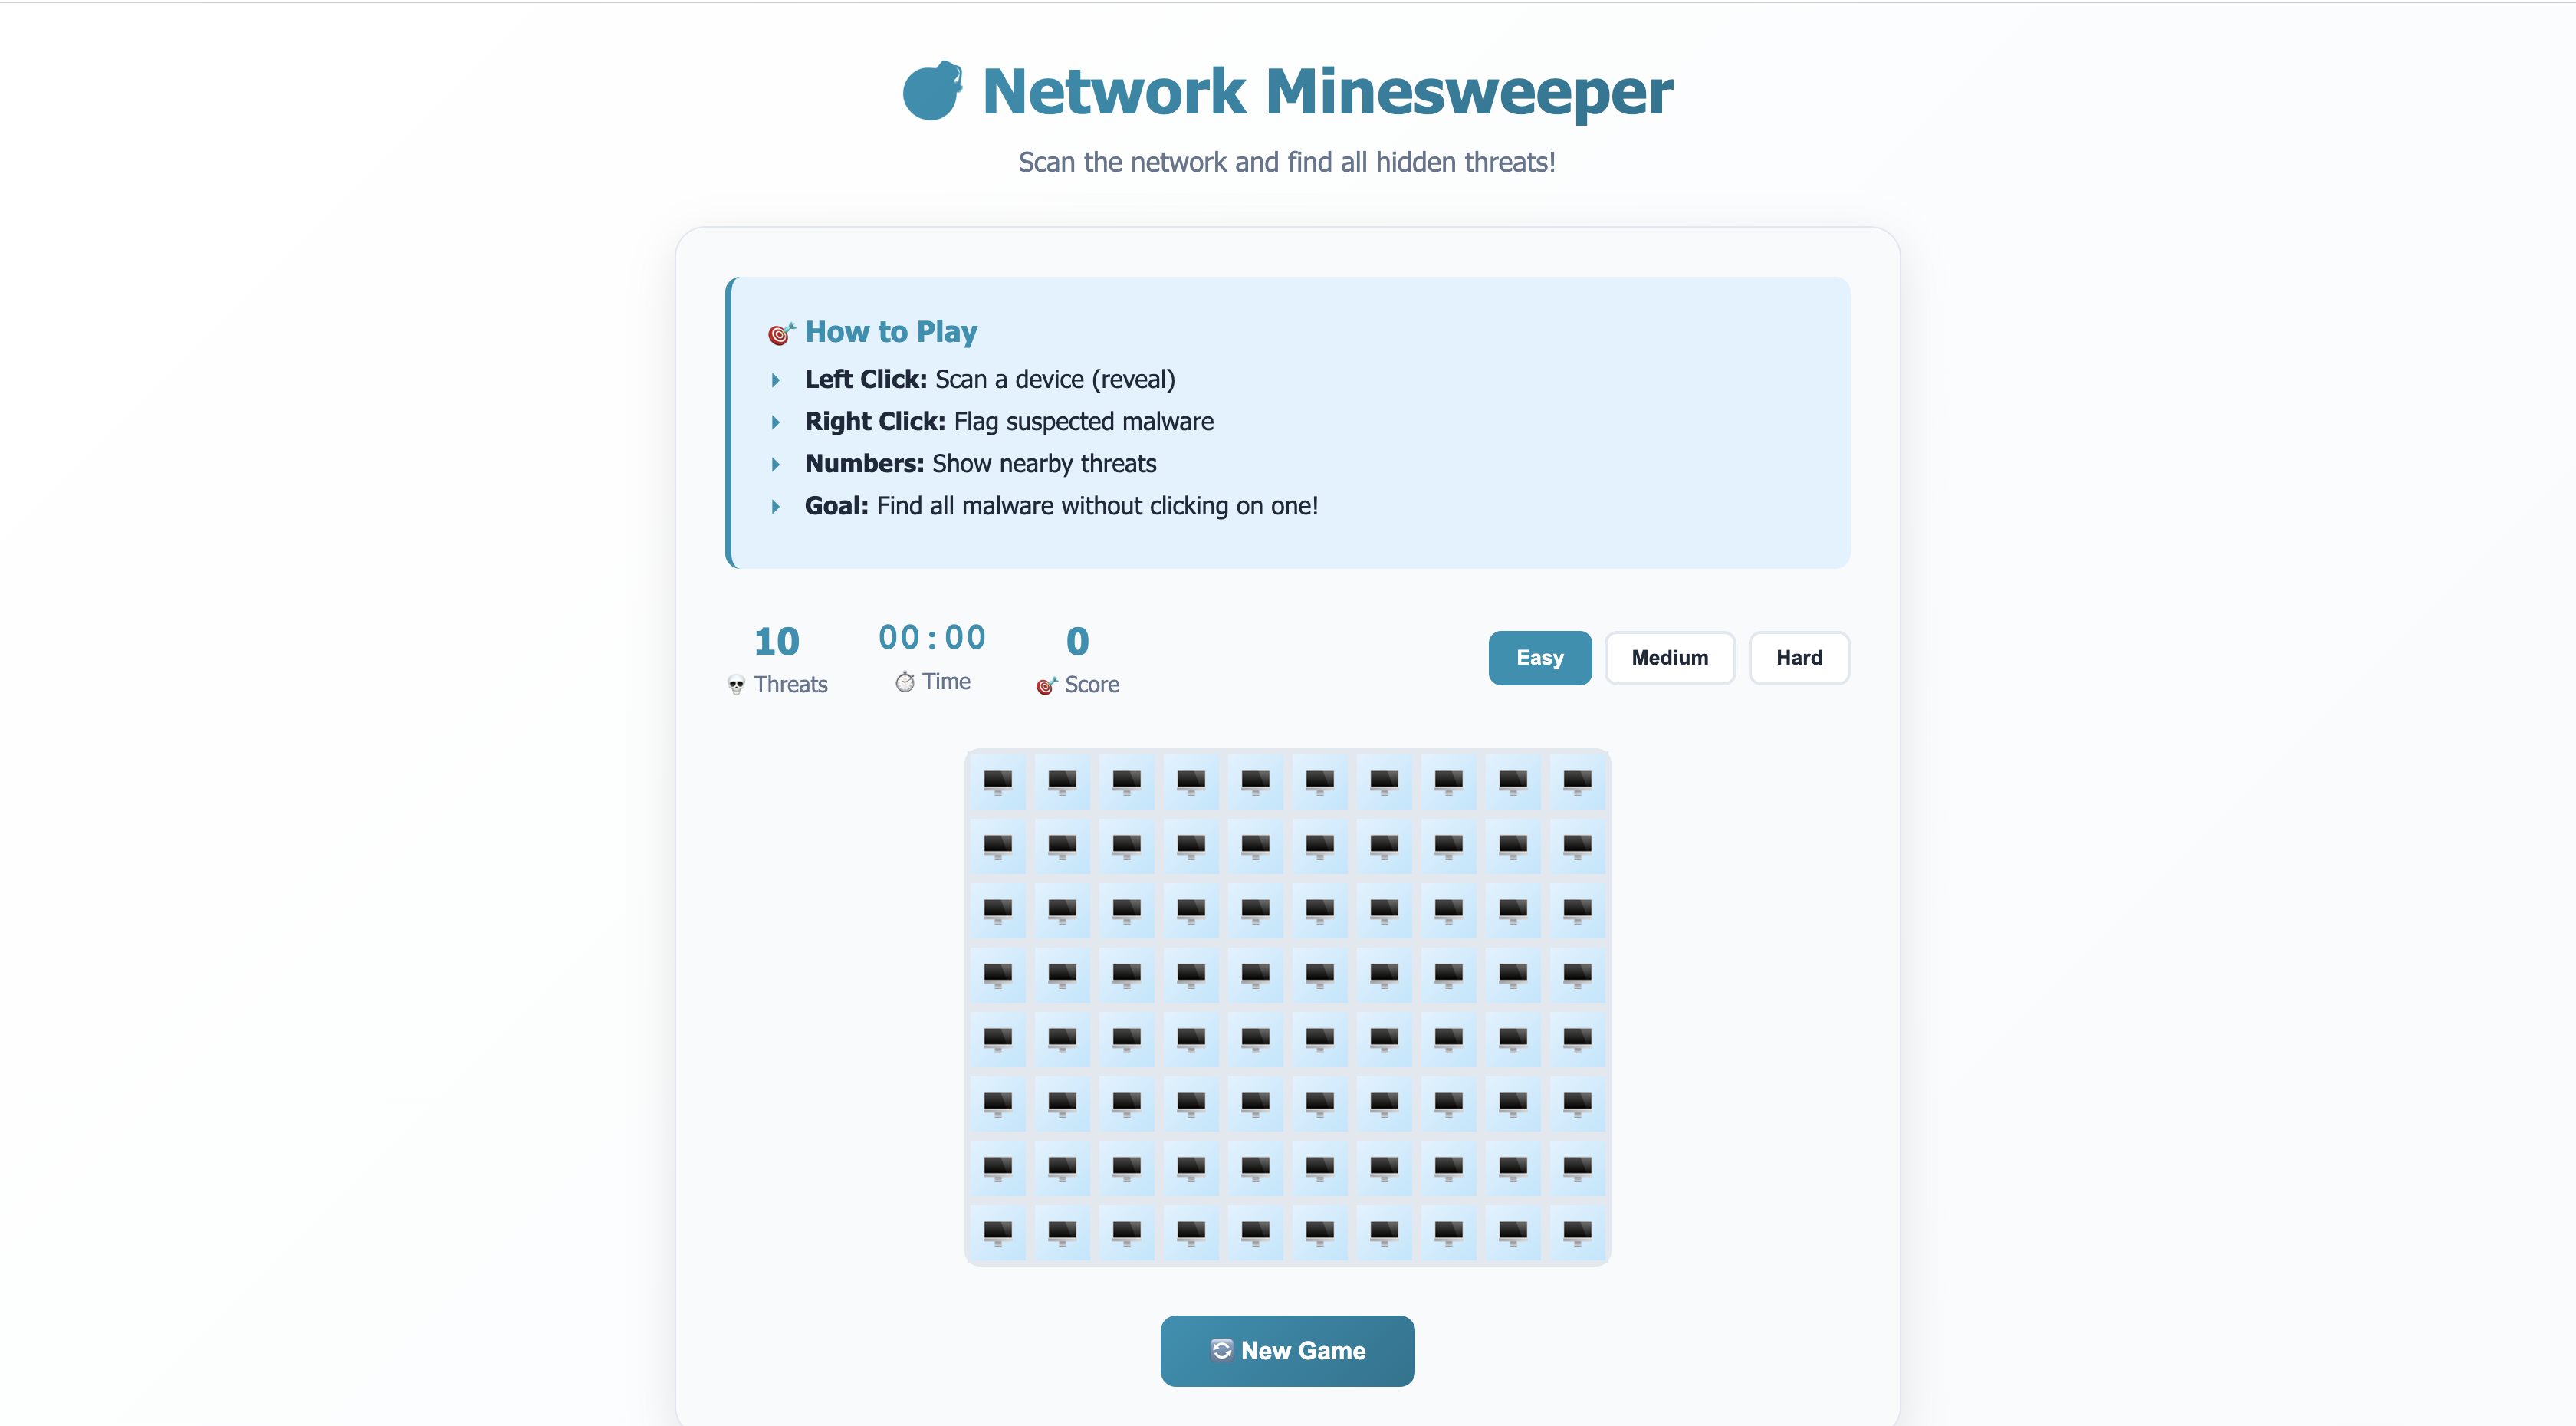 Network Minesweeper
Scan the network and find all hidden threats!
How to Play
Left Click: Scan a device (reveal)
Right Click: Flag suspected malware
Numbers: Show nearby threats
Goal: Find all malware without clicking on one!
10
Threats
00:00
Time
0
Score
Easy
Medium
Hard
New Game